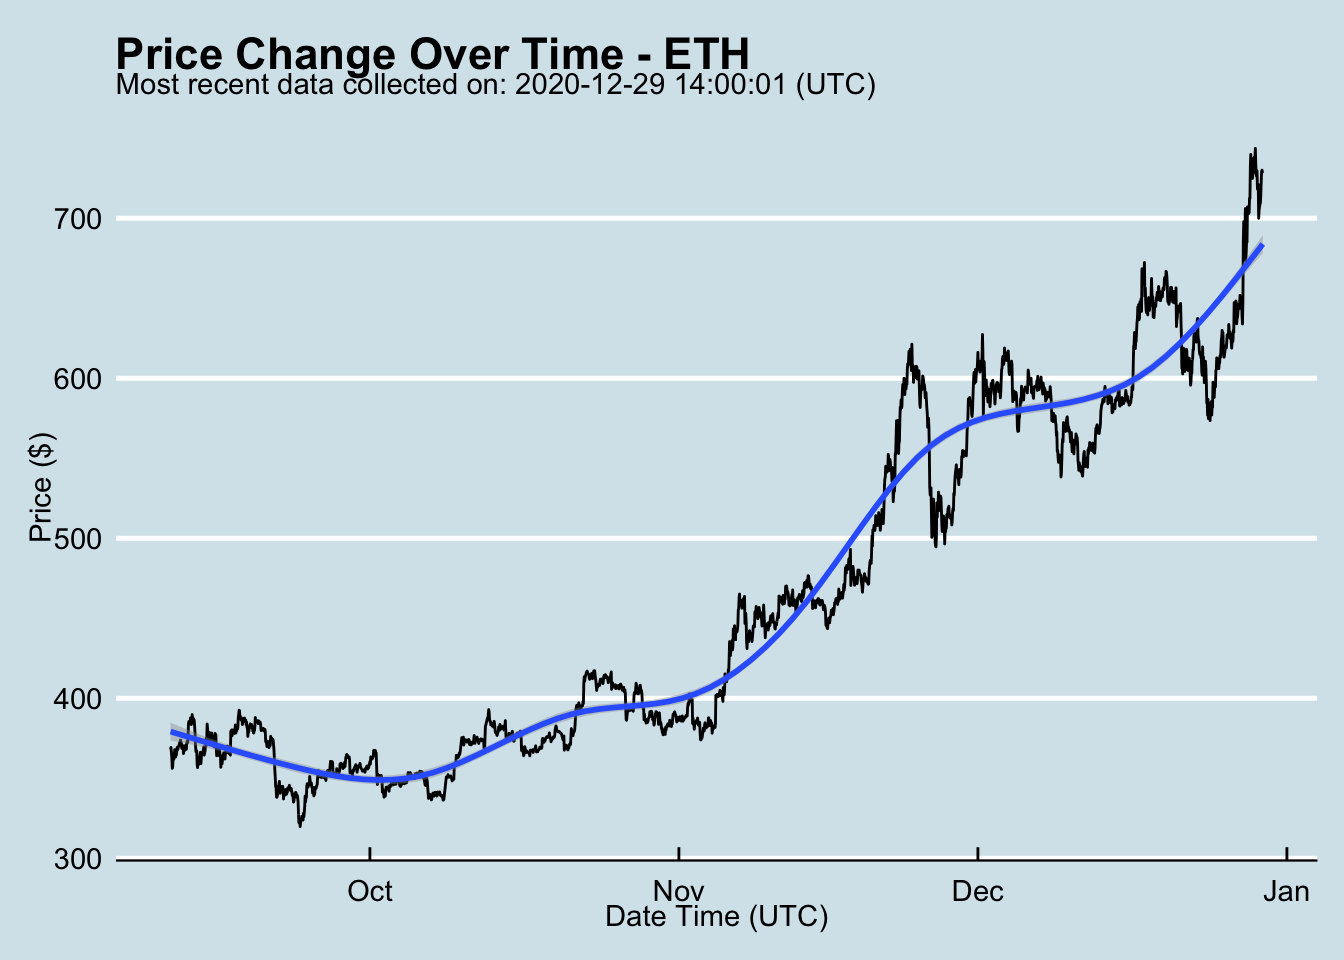 Price Change Over Time - ETH
Most recent data collected on: 2020-12-29 14:00:01 (UTC)
Price ($)
700
600
500
400
300
Oct
Nov
Dec
Jan
Date Time (UTC)